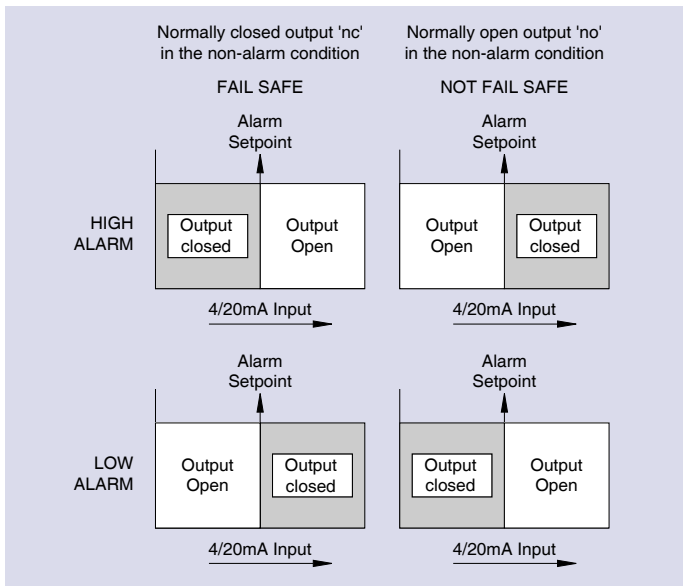 Normally closed output 'nc'
in the non-alarm condition
FAIL SAFE
Normally open output 'no'
in the non-alarm condition
NOT FAIL SAFE
HIGH
ALARM
Alarm
Setpoint
Output
closed
Output
Open
4/20mA Input
Alarm
Setpoint
Output
Open
Output
closed
4/20mA Input
LOW
ALARM
Alarm
Setpoint
Output
Open
Output
closed
4/20mA Input
Alarm
Setpoint
Output
closed
Output
Open
4/20mA Input